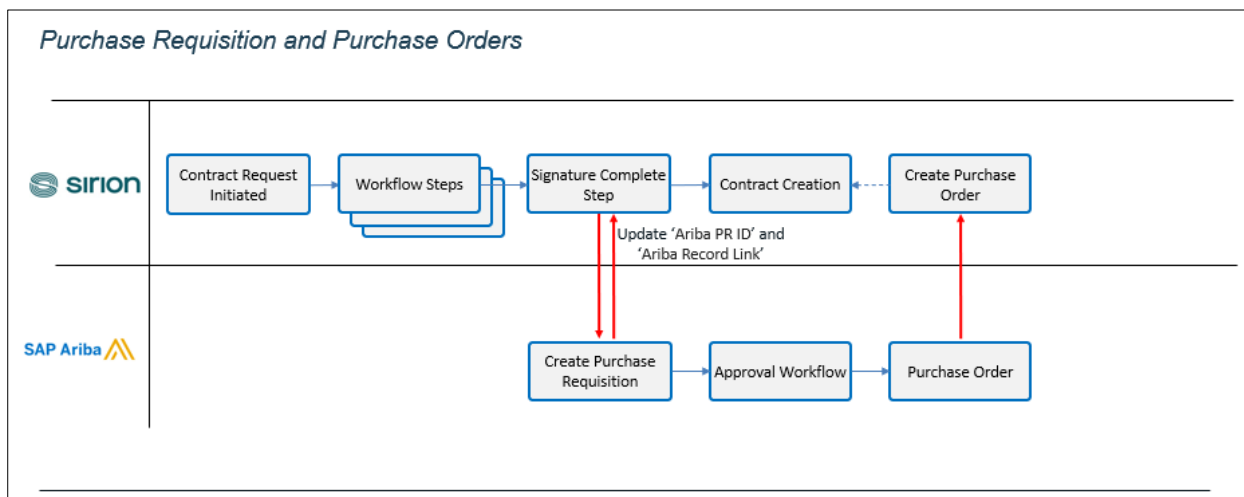 Purchase Requisition and Purchase Orders
sirion
Contract Request
Initiated
Workflow Steps
Signature Complete
Step
Contract Creation
Create Purchase
Order
Update ‘Ariba PR ID’ and
‘Ariba Record Link’
SAP Ariba
Create Purchase
Requisition
Approval Workflow
Purchase Order